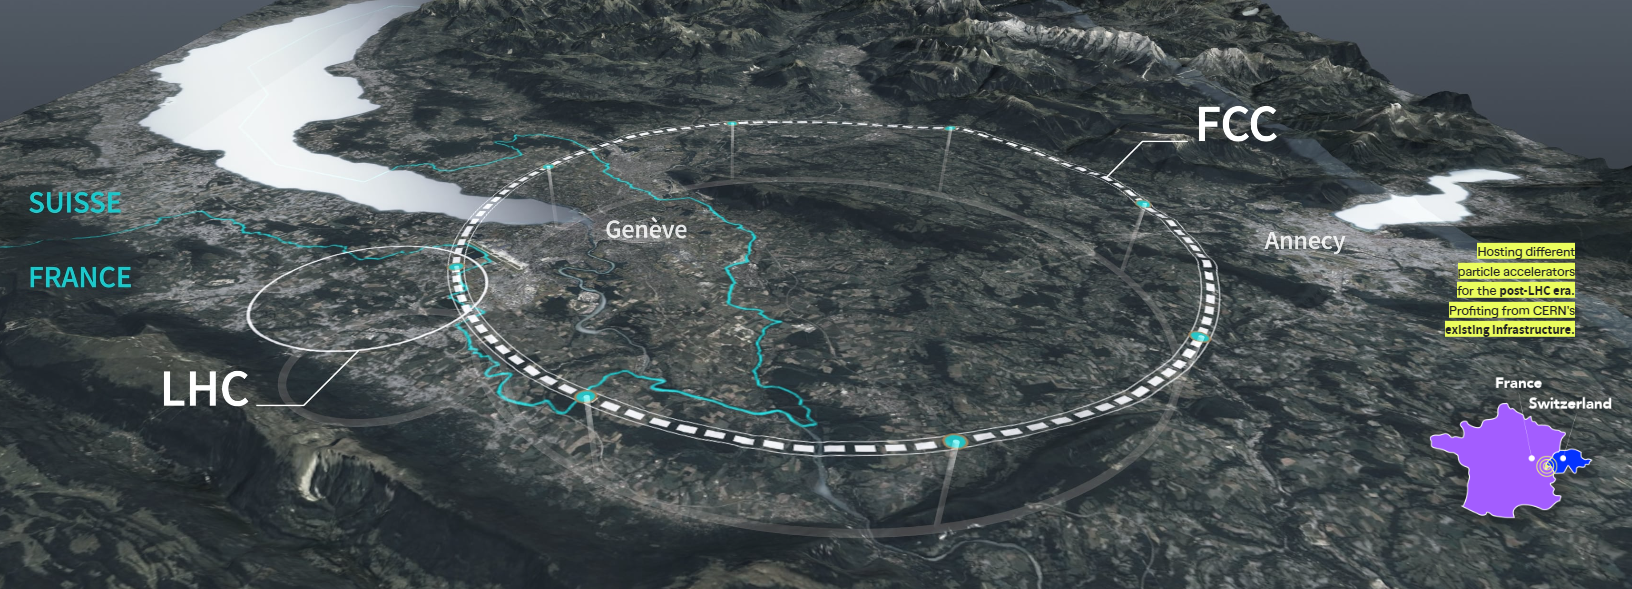 FCC
SUISSE
Genève
Annecy
FRANCE
LHC
Hosting different
particle accelerators
for the post-LHC era.
Profiting from CERN's
existing infrastructure.
France
Switzerland